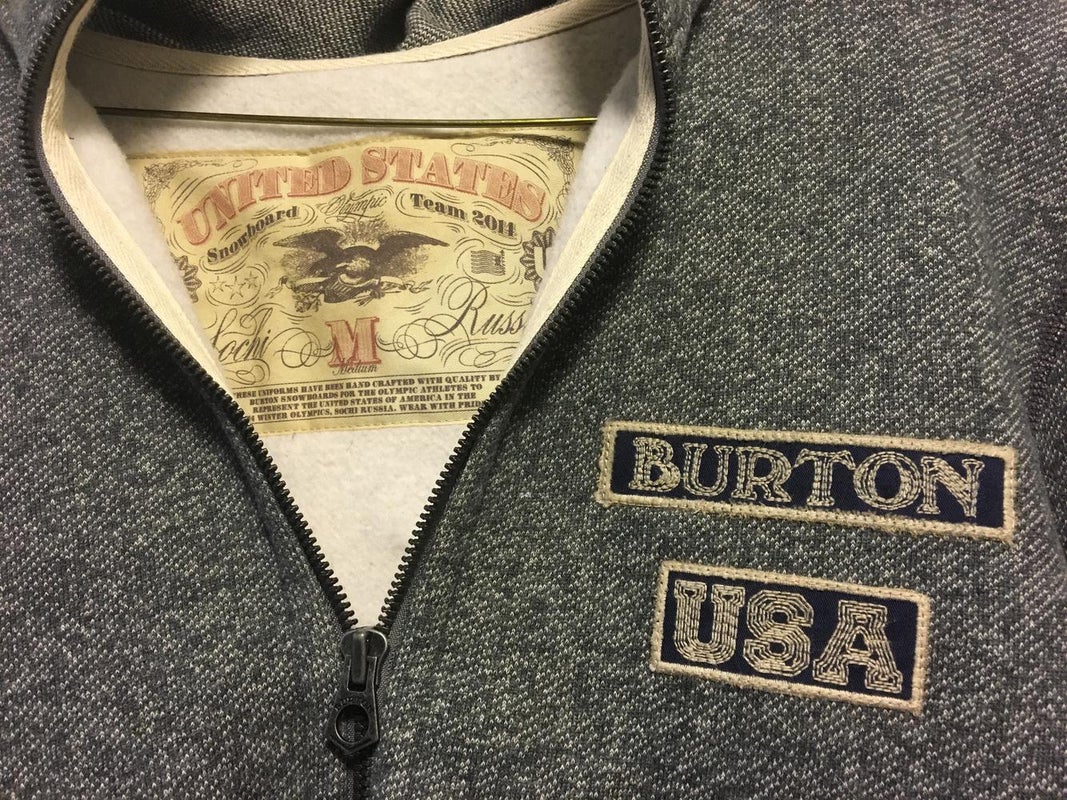 UNITED STATES
Snowboard Olympic Team 2014
Sochi Russ
M
Medium
THESE UNIFORMS HAVE BEEN HAND CRAFTED WITH QUALITY BY
BURTON SNOWBOARDS FOR THE OLYMPIC ATHLETES TO
REPRESENT THE UNITED STATES OF AMERICA IN THE
WINTER OLYMPICS, SOCHI RUSSIA. WEAR WITH PRID
BURTON
USA